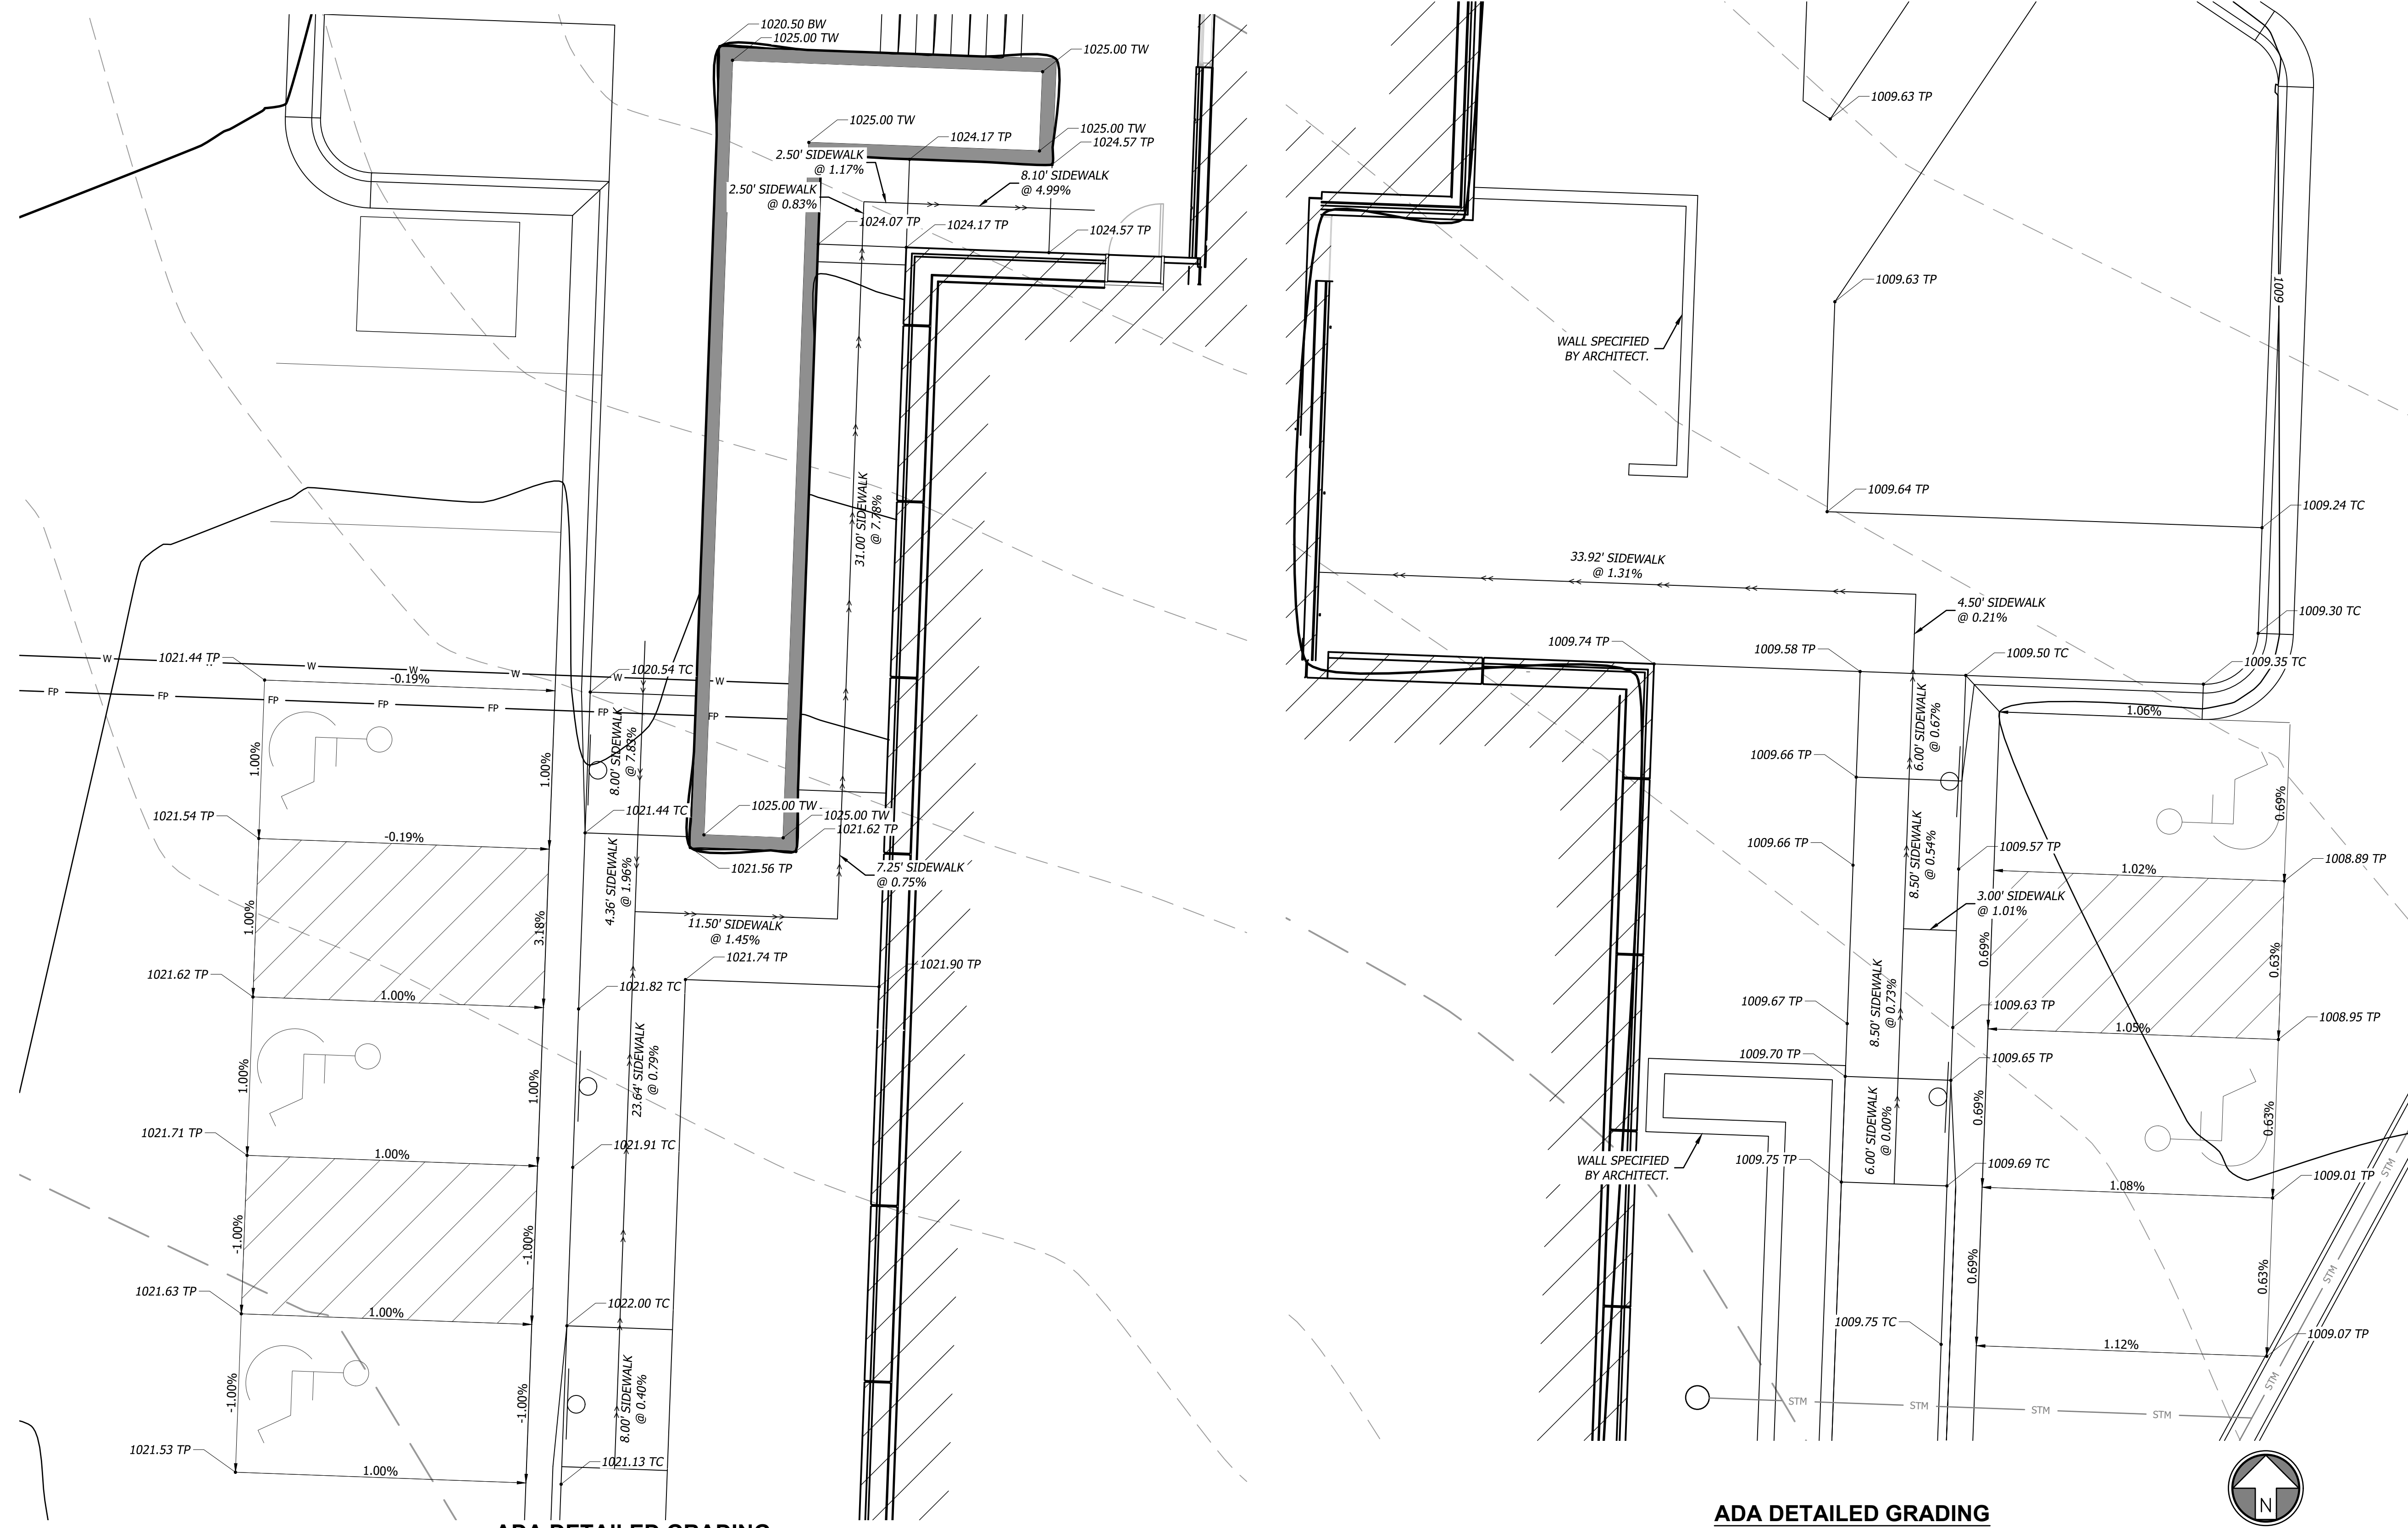 1020.50 BW
1025.00 TW
1025.00 TW
1025.00 TW
1024.17 TP
1025.00 TW
1024.57 TP
2.50' SIDEWALK
@ 1.17%
8.10' SIDEWALK
@ 4.99%
2.50' SIDEWALK
@ 0.83%
1024.07 TP
1024.17 TP
1024.57 TP
31.00' SIDEWALK
@ 7.78%
W
1021.44 TP
W
W
W
W
W
1020.54 TC
-0.19%
FP
FP
FP
FP
FP
FP
FP
8.00' SIDEWALK
@ 7.83%
1.00%
1.00%
1021.54 TP
-0.19%
1021.44 TC
1025.00 TW
1025.00 TW
1021.62 TP
1021.56 TP
7.25' SIDEWALK
@ 0.75%
4.36' SIDEWALK
@ 1.96%
11.50' SIDEWALK
@ 1.45%
1.00%
3.18%
1021.62 TP
1.00%
1021.74 TP
1021.90 TP
1021.82 TC
23.64' SIDEWALK
@ 0.79%
1.00%
1.00%
1021.71 TP
1.00%
1021.91 TC
-1.00%
-1.00%
1021.63 TP
1.00%
1022.00 TC
8.00' SIDEWALK
@ 0.40%
-1.00%
-1.00%
1021.53 TP
1.00%
1021.13 TC
ADA DETAILED GRADING
1009.63 TP
1009.63 TP
1009
WALL SPECIFIED
BY ARCHITECT.
1009.64 TP
1009.24 TC
33.92' SIDEWALK
@ 1.31%
4.50' SIDEWALK
@ 0.21%
1009.30 TC
1009.74 TP
1009.58 TP
1009.50 TC
1009.35 TC
1.06%
6.00' SIDEWALK
@ 0.67%
1009.66 TP
0.69%
1009.66 TP
1009.57 TP
1008.89 TP
1.02%
8.50' SIDEWALK
@ 0.54%
3.00' SIDEWALK
@ 1.01%
0.69%
0.63%
1009.67 TP
8.50' SIDEWALK
@ 0.73%
1009.63 TP
1.05%
1008.95 TP
1009.70 TP
1009.65 TP
0.69%
0.63%
6.00' SIDEWALK
@ 0.00%
WALL SPECIFIED
BY ARCHITECT.
1009.75 TP
1009.69 TC
1.08%
1009.01 TP
STM
0.69%
0.63%
STM
1009.75 TC
1.12%
1009.07 TP
STM
STM
STM
STM
STM
N
ADA DETAILED GRADING